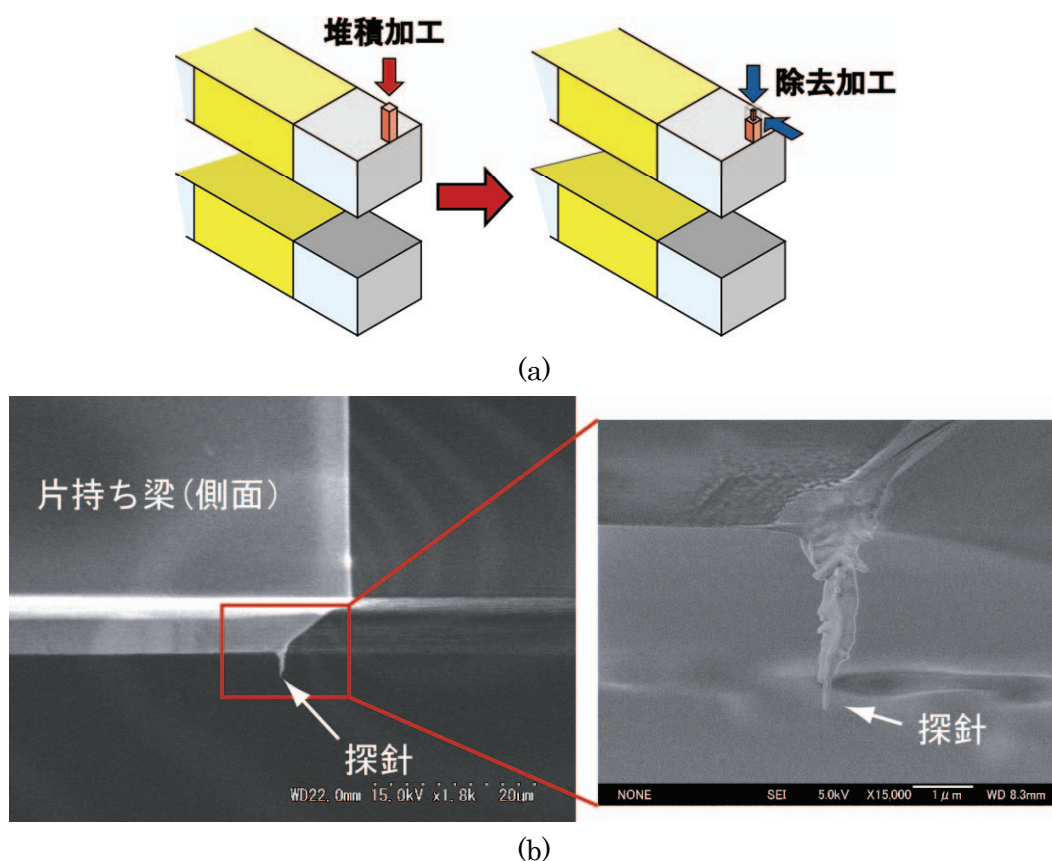 堆積加工
除去加工
(a)
片持ち梁(側面)
探針
WD22.0mm 15.0kV x1.8k 20um
探針
NONE SEI 5.0kV X15,000 1μm WD 8.3mm
(b)